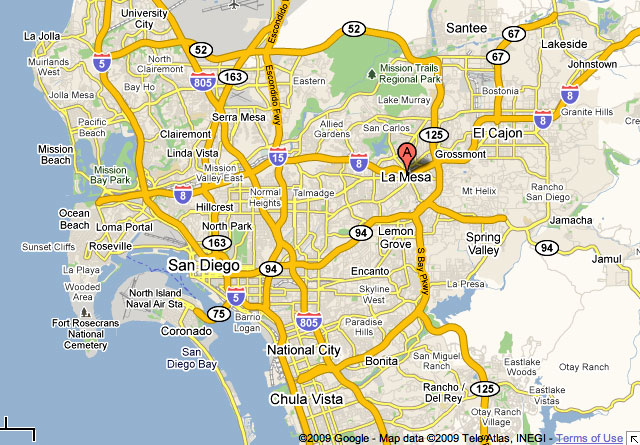 University
City
La Jolla
Muirlands
West
Jolla Mesa
5
52
North
Clairemont
Bay Ho
805
163
Escondido Fwy
Escondido Fwy
Eastern
52
Mission Trails
Regional Park
Santee
67
67
Lakeside
Johnstown
Bostonia
8
Granite Hills
8
Lake Murray
San Carlos
125
El Cajon
Pacific
Beach
Clairemont
Serra Mesa
Allied
Gardens
Mission
Beach
Linda Vista
Mission
Valley East
15
8
A
Grossmont
La Mesa
Mission
Bay Park
8
Normal
Heights
Talmadge
Mt Helix
Rancho
San Diego
Ocean
Beach
Hillcrest
Loma Portal
North Park
94
Lemon
Grove
Jamacha
Sunset Cliffs
Roseville
163
Spring
Valley
94
Jamul
La Playa
San Diego
94
Encanto
S Bay Pkwy
Wooded
Area
North Island
Naval Air Sta
5
Skyline
West
La Presa
Fort Rosecrans
National
Cemetery
Coronado
75
Barrio
Logan
805
Paradise
Hills
San
Diego
Bay
National City
Bonita
San Miguel
Ranch
Eastlake
Woods
Chula Vista
Rancho /
Del Rey
125
Eastlake
Vistas
Otay Ranch
Village
©2009 Google - Map data ©2009 Tele Atlas, INEGI - Terms of Use